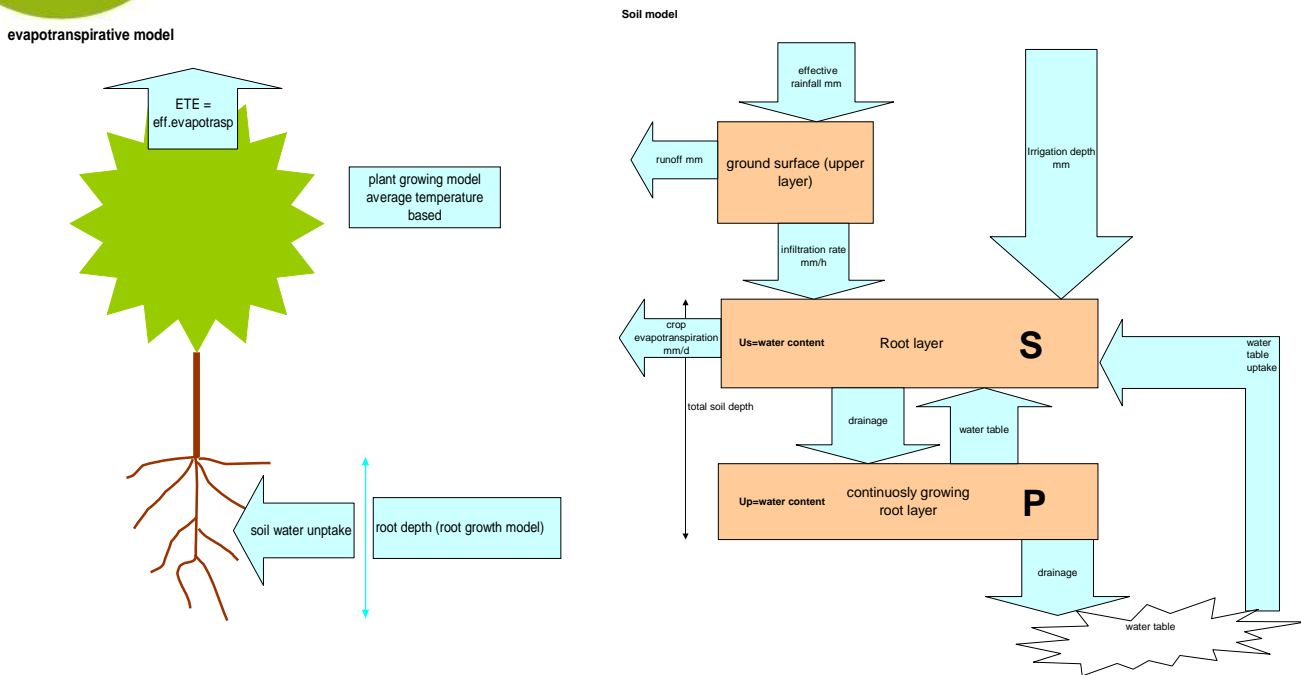 evapotranspirative model
ETE =
eff.evapotrasp
plant growing model
average temperature
based
soil water unptake
root depth (root growth model)
Soil model
effective
rainfall mm
runoff mm
ground surface (upper
layer)
Irrigation depth
mm
infiltration rate
mm/h
crop
evapotranspiration
mm/d
Us=water content
Root layer
S
water
table
uptake
total soil depth
drainage
water table
Up=water content
continuosly growing
root layer
P
drainage
water table